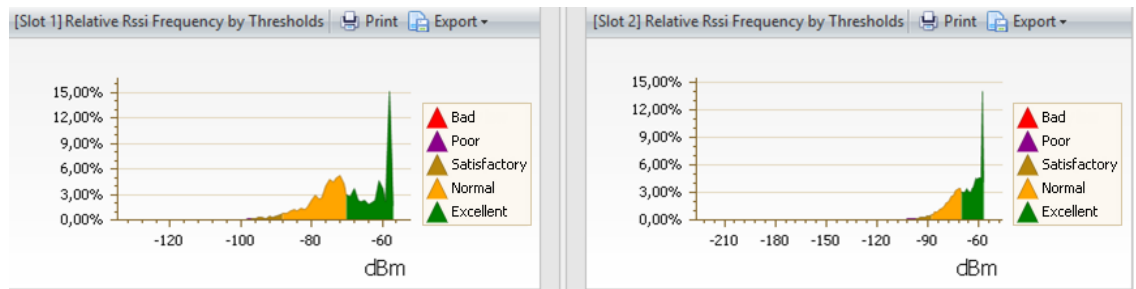 [Slot 1] Relative Rssi Frequency by Thresholds Print Export
15,00%
12,00%
9,00%
6,00%
3,00%
0,00%
-120 -100 -80 -60
dBm
Bad
Poor
Satisfactory
Normal
Excellent
[Slot 2] Relative Rssi Frequency by Thresholds Print Export
15,00%
12,00%
9,00%
6,00%
3,00%
0,00%
-210 -180 -150 -120 -90 -60
dBm
Bad
Poor
Satisfactory
Normal
Excellent